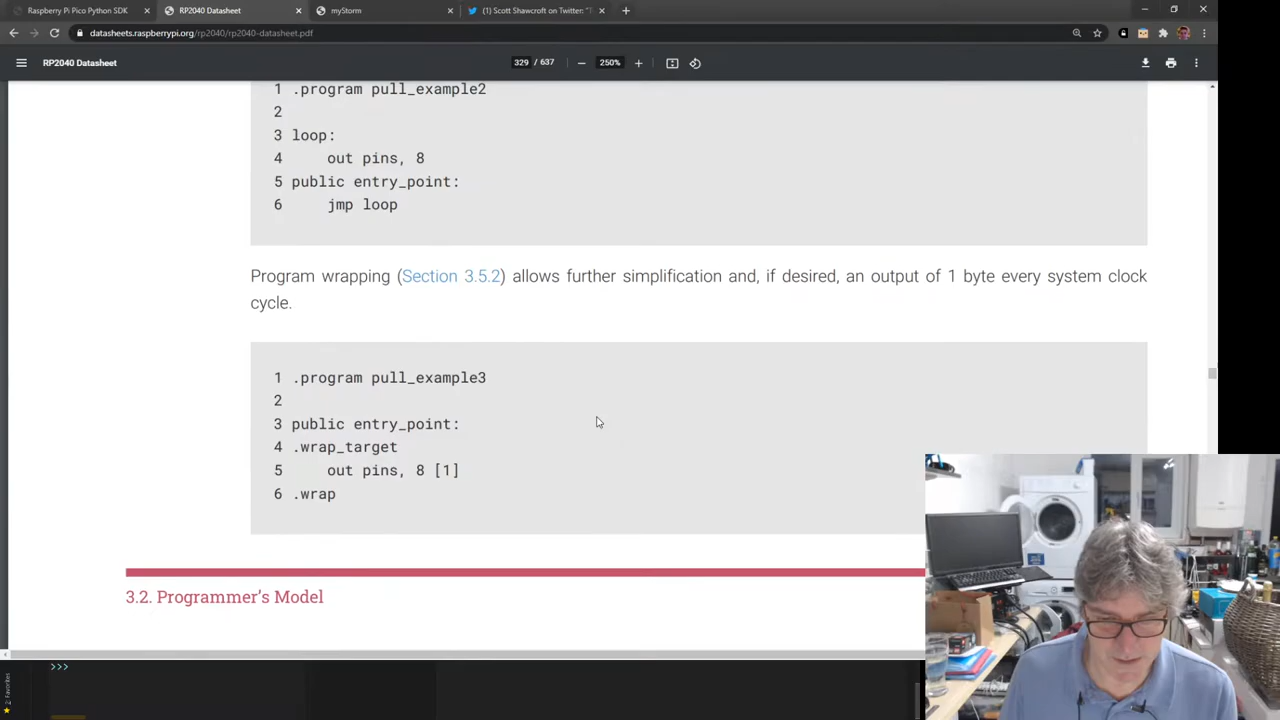 Raspberry Pi Pico Python SDK
RP2040 Datasheet
myStorm
(1) Scott Shawcroft on Twitter: "T
datasheets.raspberrypi.org/rp2040/rp2040-datasheet.pdf
RP2040 Datasheet
329 / 637
250%
1 .program pull_example2
2
3 loop:
4 out pins, 8
5 public entry_point:
6 jmp loop
Program wrapping (Section 3.5.2) allows further simplification and, if desired, an output of 1 byte every system clock
cycle.
1 .program pull_example3
2
3 public entry_point:
4 .wrap_target
5 out pins, 8 [1]
6 .wrap
3.2. Programmer's Model
>>>
2: Favorites